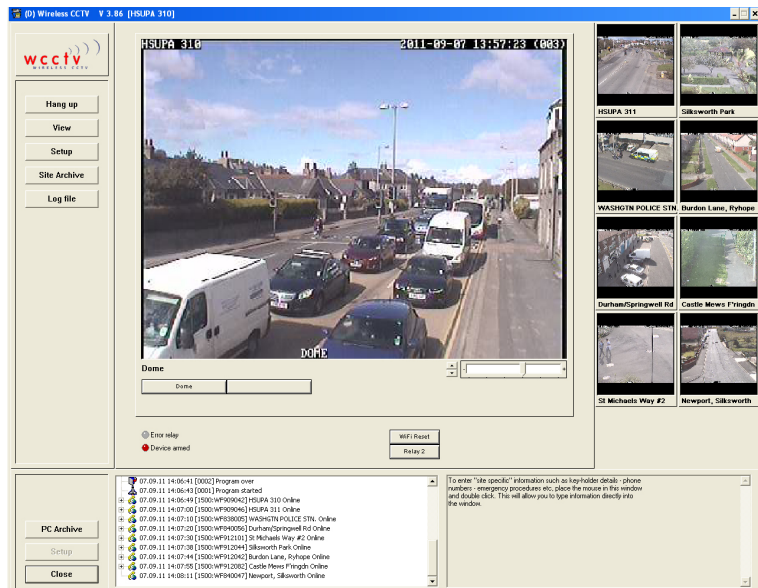 (D) Wireless CCTV V 3.86 [HSUPA 310]
wcctv
WIRELESS CCTV
Hang up
View
Setup
Site Archive
Log file
HSUPA 310 2011-09-07 13:57:23 (003)
DOME
Dome
- +
Dome
Error relay
Device armed
WiFi Reset
Relay 2
HSUPA 311
Silksworth Park
WASHGTN POLICE STN.
Burdon Lane, Ryhope
Durham/Springwell Rd
Castle Mews F'ringdn
St Michaels Way #2
Newport, Silksworth
PC Archive
Setup
Close
07.09.11 14:06:41 [0002] Program over
07.09.11 14:06:43 [0001] Program started
07.09.11 14:06:49 [1500:WF909042] HSUPA 310 Online
07.09.11 14:07:00 [1500:WF909046] HSUPA 311 Online
07.09.11 14:07:10 [1500:WF838005] WASHGTN POLICE STN. Online
07.09.11 14:07:20 [1500:WF840056] Durham/Springwell Rd Online
07.09.11 14:07:30 [1500:WF912101] St Michaels Way #2 Online
07.09.11 14:07:38 [1500:WF912044] Silksworth Park Online
07.09.11 14:07:44 [1500:WF912042] Burdon Lane, Ryhope Online
07.09.11 14:07:55 [1500:WF912082] Castle Mews F'ringdn Online
07.09.11 14:08:11 [1500:WF840047] Newport, Silksworth Online
To enter "site specific" information such as key-holder details - phone
numbers - emergency procedures etc, place the mouse in this window
and double click. This will allow you to type information directly into
the window.